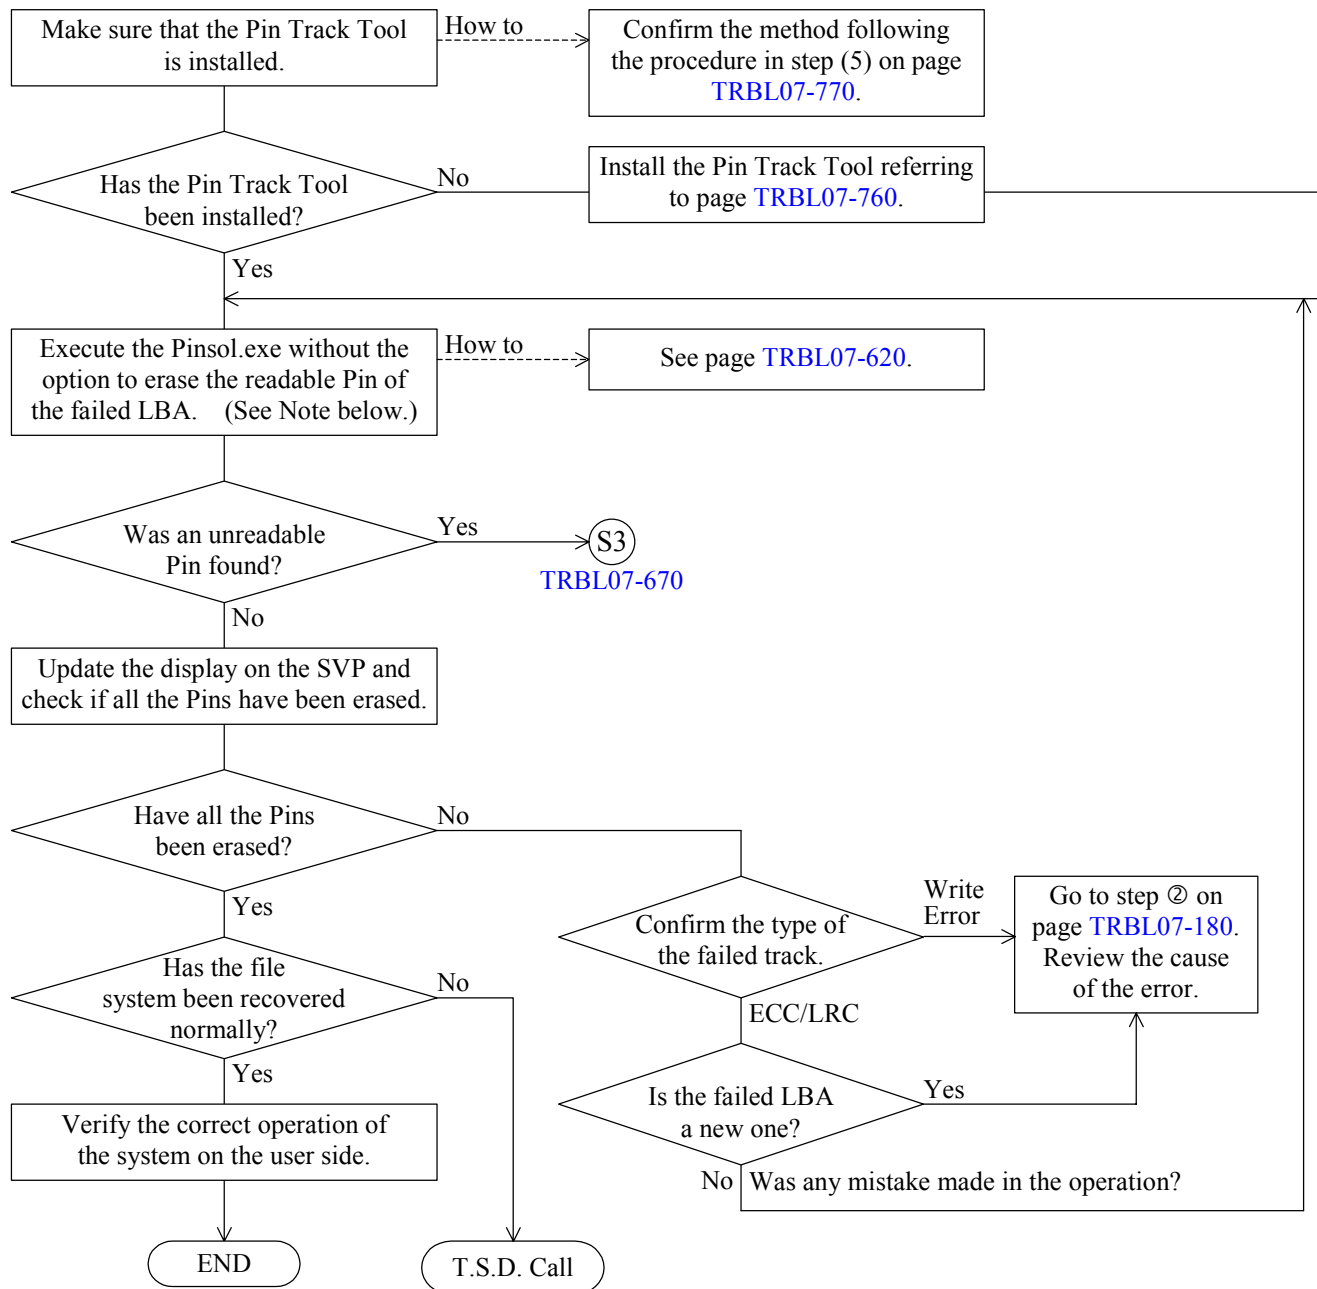 Make sure that the Pin Track Tool
is installed.
How to
Confirm the method following
the procedure in step (5) on page
TRBL07-770.
Has the Pin Track Tool
been installed?
No
Install the Pin Track Tool referring
to page TRBL07-760.
Yes
Execute the Pinsol.exe without the
option to erase the readable Pin of
the failed LBA. (See Note below.)
How to
See page TRBL07-620.
Was an unreadable
Pin found?
Yes
S3
TRBL07-670
No
Update the display on the SVP and
check if all the Pins have been erased.
Have all the Pins
been erased?
No
Yes
Confirm the type of
the failed track.
Write
Error
Go to step ② on
page TRBL07-180.
Review the cause
of the error.
Has the file
system been recovered
normally?
No
ECC/LRC
Yes
Is the failed LBA
a new one?
Yes
Verify the correct operation of
the system on the user side.
No Was any mistake made in the operation?
END
T.S.D. Call